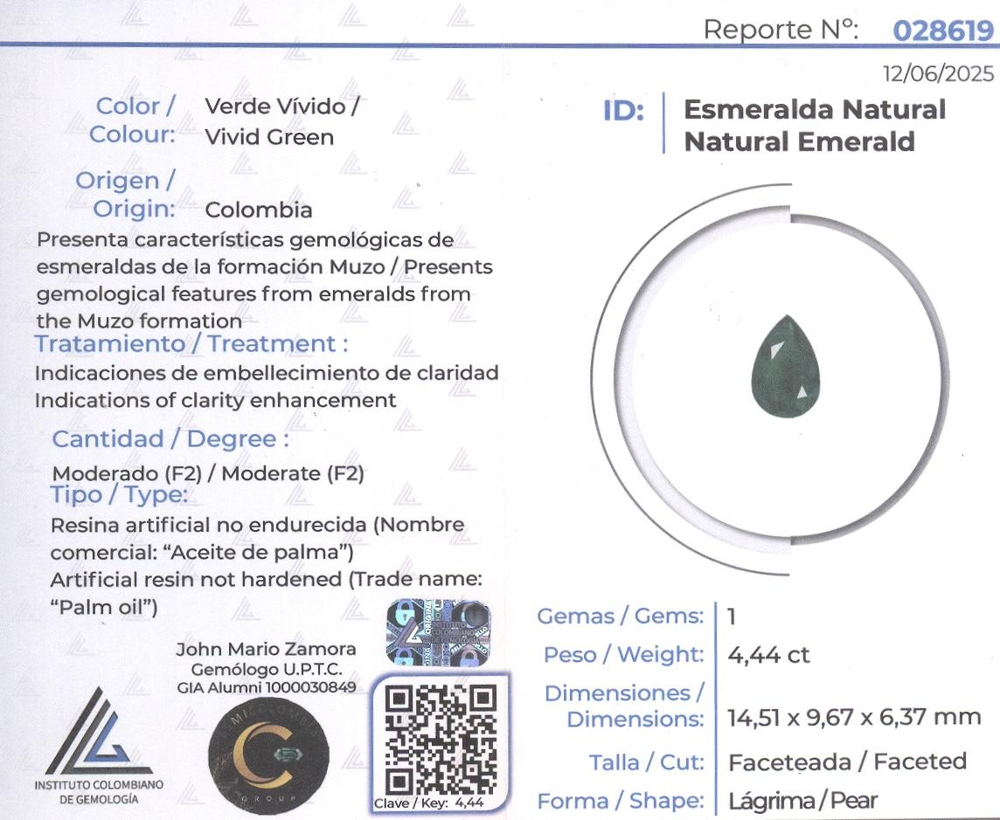 Reporte Nº: 028619
12/06/2025
Color / Colour:
Verde Vívido /
Vivid Green
Origen /
Origin: Colombia
Presenta características gemológicas de
esmeraldas de la formación Muzo / Presents
gemological features from emeralds from
the Muzo formation
Tratamiento / Treatment :
Indicaciones de embellecimiento de claridad
Indications of clarity enhancement
Cantidad / Degree :
Moderado (F2) / Moderate (F2)
Tipo / Type:
Resina artificial no endurecida (Nombre
comercial: “Aceite de palma”)
Artificial resin not hardened (Trade name:
“Palm oil”)
John Mario Zamora
Gemólogo U.P.T.C.
GIA Alumni 1000030849
INSTITUTO COLOMBIANO
DE GEMOLOGÍA
GROUP
INSTITUTO
COLOMBIANO
DE GEMOLOGÍA
Clave / Key: 4,44
ID: Esmeralda Natural
Natural Emerald
Gemas / Gems: 1
Peso / Weight: 4,44 ct
Dimensiones /
Dimensions: 14,51 x 9,67 x 6,37 mm
Talla / Cut: Faceteada / Faceted
Forma / Shape: Lágrima / Pear